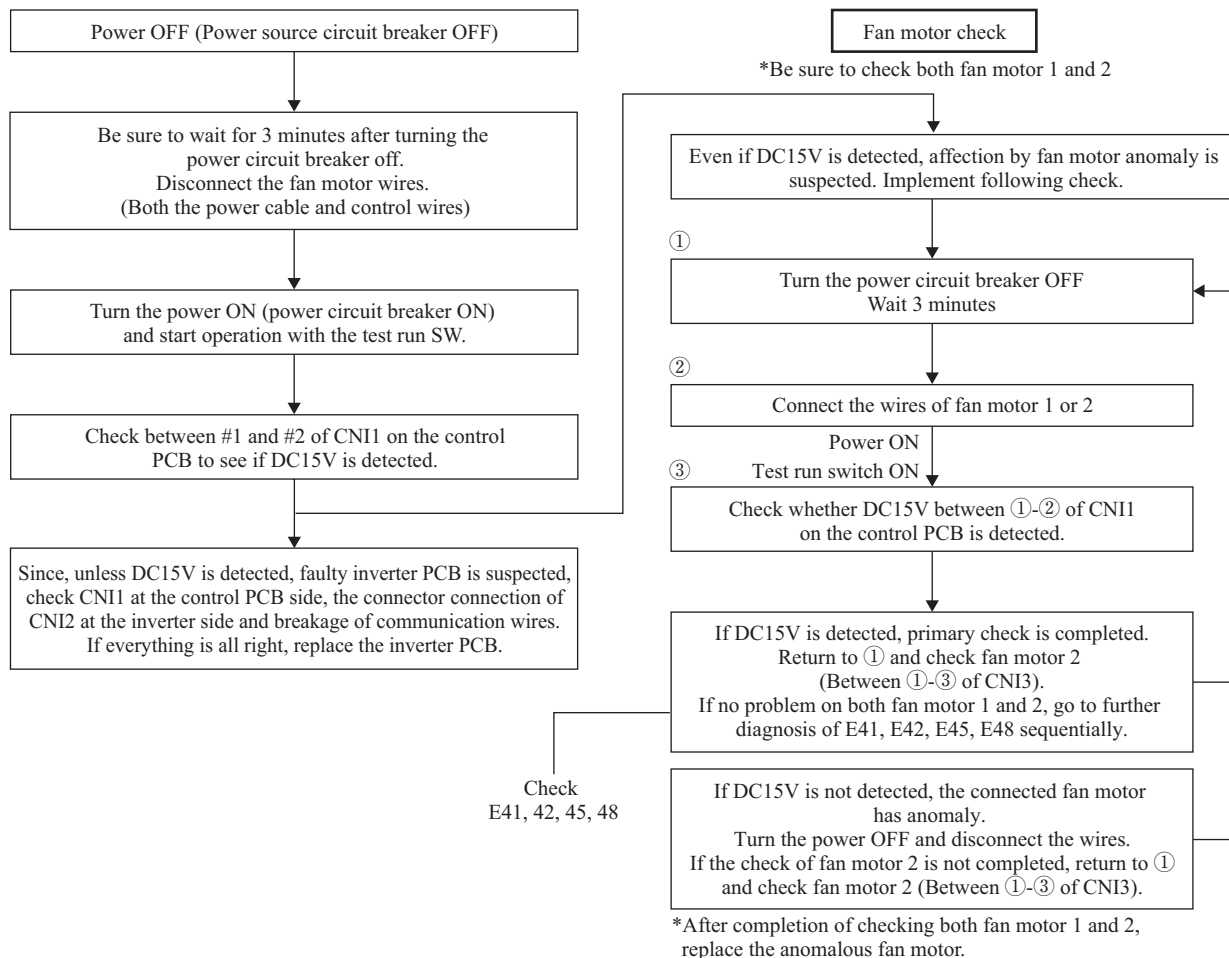 Power OFF (Power source circuit breaker OFF)
Be sure to wait for 3 minutes after turning the
power circuit breaker off.
Disconnect the fan motor wires.
(Both the power cable and control wires)
Turn the power ON (power circuit breaker ON)
and start operation with the test run SW.
Check between #1 and #2 of CNI1 on the control
PCB to see if DC15V is detected.
Since, unless DC15V is detected, faulty inverter PCB is suspected,
check CNI1 at the control PCB side, the connector connection of
CNI2 at the inverter side and breakage of communication wires.
If everything is all right, replace the inverter PCB.
Fan motor check
*Be sure to check both fan motor 1 and 2
Even if DC15V is detected, affection by fan motor anomaly is
suspected. Implement following check.
①
Turn the power circuit breaker OFF
Wait 3 minutes
②
Connect the wires of fan motor 1 or 2
Power ON
③ Test run switch ON
Check whether DC15V between ①-② of CNI1
on the control PCB is detected.
If DC15V is detected, primary check is completed.
Return to ① and check fan motor 2
(Between ①-③ of CNI3).
If no problem on both fan motor 1 and 2, go to further
diagnosis of E41, E42, E45, E48 sequentially.
Check
E41, 42, 45, 48
If DC15V is not detected, the connected fan motor
has anomaly.
Turn the power OFF and disconnect the wires.
If the check of fan motor 2 is not completed, return to ①
and check fan motor 2 (Between ①-③ of CNI3).
*After completion of checking both fan motor 1 and 2,
replace the anomalous fan motor.